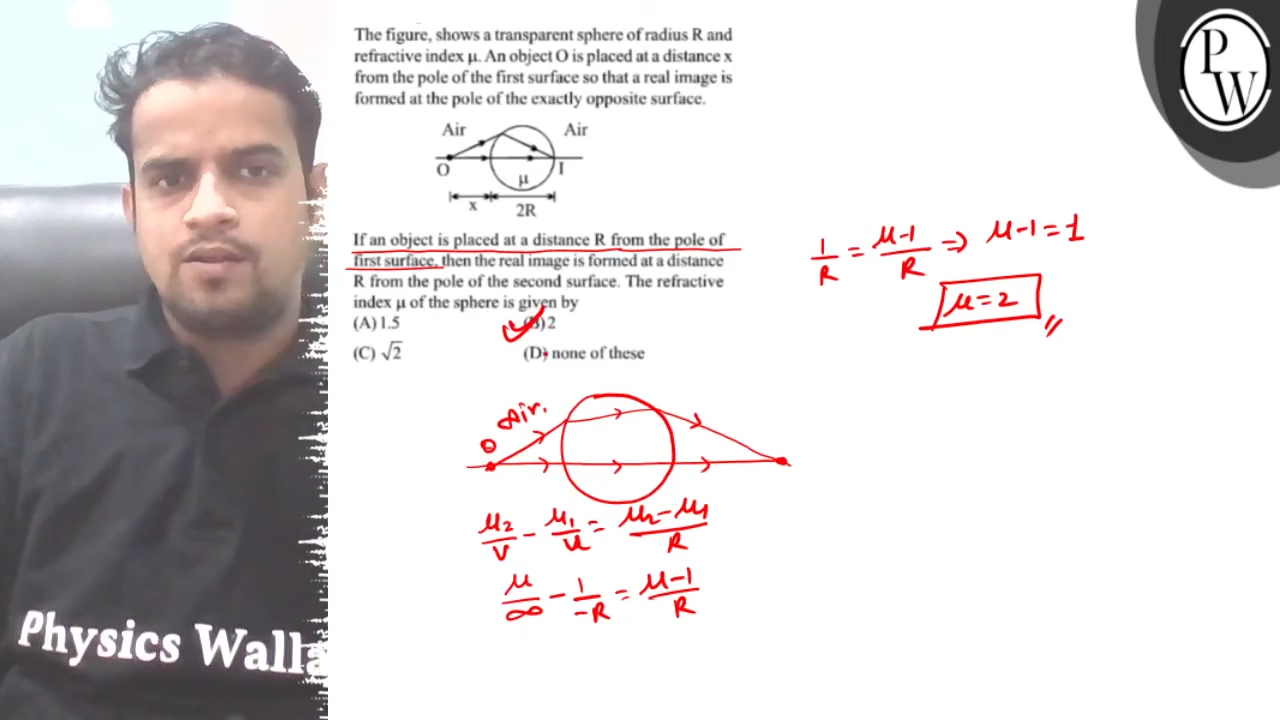 The figure, shows a transparent sphere of radius R and
refractive index μ. An object O is placed at a distance x
from the pole of the first surface so that a real image is
formed at the pole of the exactly opposite surface.
Air Air
O I
μ
x 2R
If an object is placed at a distance R from the pole of
first surface, then the real image is formed at a distance
R from the pole of the second surface. The refractive
index μ of the sphere is given by
(A) 1.5 (B) 2
(C) √2 (D) none of these
1/R = μ-1/R ⇒ μ-1 = 1
μ = 2
Air.
O
μ₂/v - μ₁/u = μ₂-μ₁/R
μ/∞ - 1/-R = μ-1/R
P
W
Physics Walla